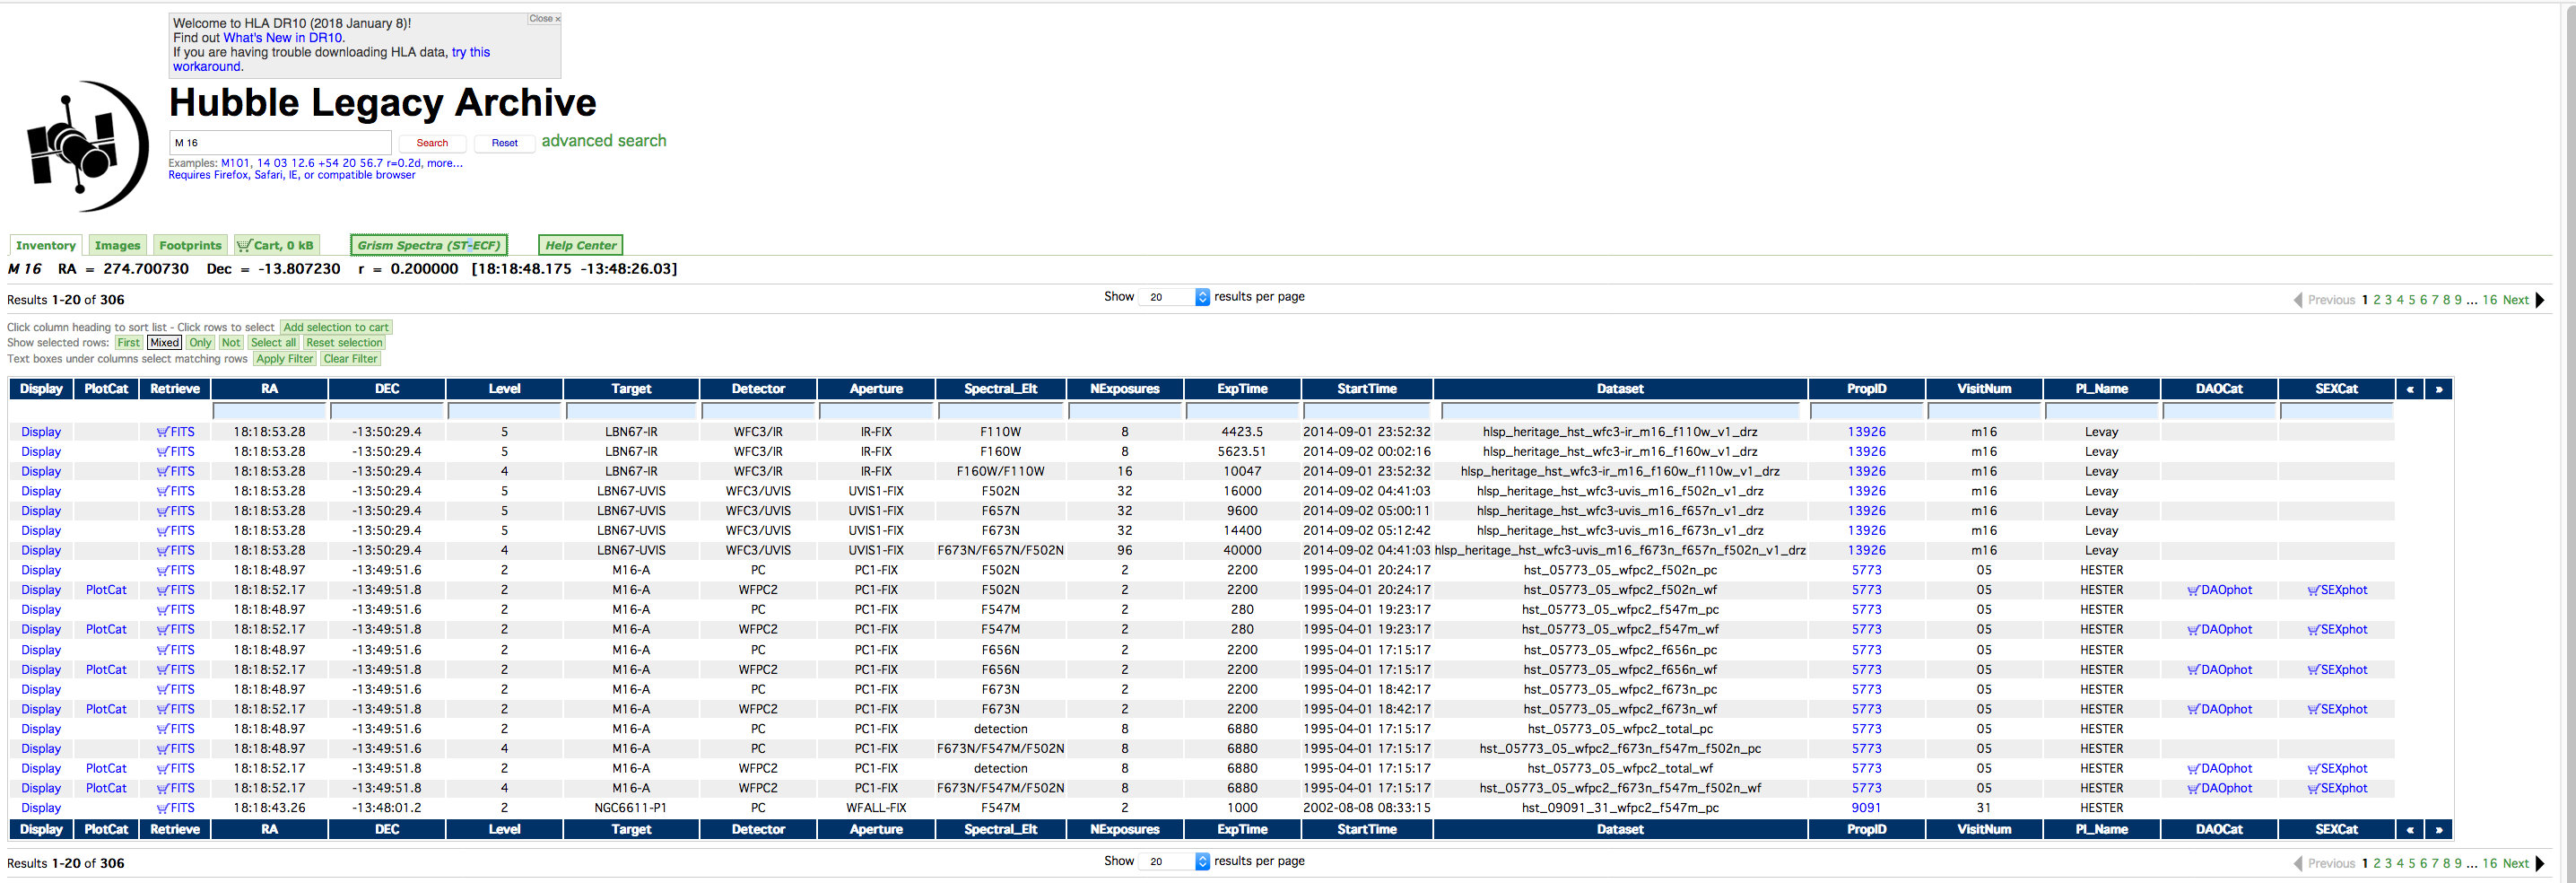 Welcome to HLA DR10 (2018 January 8)! Close ×
Find out What's New in DR10.
If you are having trouble downloading HLA data, try this
workaround.
Hubble Legacy Archive
M 16 Search Reset advanced search
Examples: M101, 14 03 12.6 +54 20 56.7 r=0.2d, more...
Requires Firefox, Safari, IE, or compatible browser
Inventory Images Footprints Cart, 0 kB Grism Spectra (ST-ECF) Help Center
M 16 RA = 274.700730 Dec = -13.807230 r = 0.200000 [18:18:48.175 -13:48:26.03]
Results 1-20 of 306 Show 20 results per page Previous 1 2 3 4 5 6 7 8 9 ... 16 Next
Click column heading to sort list - Click rows to select Add selection to cart
Show selected rows: First Mixed Only Not Select all Reset selection
Text boxes under columns select matching rows Apply Filter Clear Filter
Display PlotCat Retrieve RA DEC Level Target Detector Aperture Spectral_Elt NExposures ExpTime StartTime Dataset PropID VisitNum PI_Name DAOCat SEXCat « »
Display FITS 18:18:53.28 -13:50:29.4 5 LBN67-IR WFC3/IR IR-FIX F110W 8 4423.5 2014-09-01 23:52:32 hlsp_heritage_hst_wfc3-ir_m16_f110w_v1_drz 13926 m16 Levay
Display FITS 18:18:53.28 -13:50:29.4 5 LBN67-IR WFC3/IR IR-FIX F160W 8 5623.51 2014-09-02 00:02:16 hlsp_heritage_hst_wfc3-ir_m16_f160w_v1_drz 13926 m16 Levay
Display FITS 18:18:53.28 -13:50:29.4 4 LBN67-IR WFC3/IR IR-FIX F160W/F110W 16 10047 2014-09-01 23:52:32 hlsp_heritage_hst_wfc3-ir_m16_f160w_f110w_v1_drz 13926 m16 Levay
Display FITS 18:18:53.28 -13:50:29.4 5 LBN67-UVIS WFC3/UVIS UVIS1-FIX F502N 32 16000 2014-09-02 04:41:03 hlsp_heritage_hst_wfc3-uvis_m16_f502n_v1_drz 13926 m16 Levay
Display FITS 18:18:53.28 -13:50:29.4 5 LBN67-UVIS WFC3/UVIS UVIS1-FIX F657N 32 9600 2014-09-02 05:00:11 hlsp_heritage_hst_wfc3-uvis_m16_f657n_v1_drz 13926 m16 Levay
Display FITS 18:18:53.28 -13:50:29.4 5 LBN67-UVIS WFC3/UVIS UVIS1-FIX F673N 32 14400 2014-09-02 05:12:42 hlsp_heritage_hst_wfc3-uvis_m16_f673n_v1_drz 13926 m16 Levay
Display FITS 18:18:53.28 -13:50:29.4 4 LBN67-UVIS WFC3/UVIS UVIS1-FIX F673N/F657N/F502N 96 40000 2014-09-02 04:41:03 hlsp_heritage_hst_wfc3-uvis_m16_f673n_f657n_f502n_v1_drz 13926 m16 Levay
Display FITS 18:18:48.97 -13:49:51.6 2 M16-A PC PC1-FIX F502N 2 2200 1995-04-01 20:24:17 hst_05773_05_wfpc2_f502n_pc 5773 05 HESTER
Display PlotCat FITS 18:18:52.17 -13:49:51.8 2 M16-A WFPC2 PC1-FIX F502N 2 2200 1995-04-01 20:24:17 hst_05773_05_wfpc2_f502n_wf 5773 05 HESTER DAOphot SEXphot
Display FITS 18:18:48.97 -13:49:51.6 2 M16-A PC PC1-FIX F547M 2 280 1995-04-01 19:23:17 hst_05773_05_wfpc2_f547m_pc 5773 05 HESTER
Display PlotCat FITS 18:18:52.17 -13:49:51.8 2 M16-A WFPC2 PC1-FIX F547M 2 280 1995-04-01 19:23:17 hst_05773_05_wfpc2_f547m_wf 5773 05 HESTER DAOphot SEXphot
Display FITS 18:18:48.97 -13:49:51.6 2 M16-A PC PC1-FIX F656N 2 2200 1995-04-01 17:15:17 hst_05773_05_wfpc2_f656n_pc 5773 05 HESTER
Display PlotCat FITS 18:18:52.17 -13:49:51.8 2 M16-A WFPC2 PC1-FIX F656N 2 2200 1995-04-01 17:15:17 hst_05773_05_wfpc2_f656n_wf 5773 05 HESTER DAOphot SEXphot
Display FITS 18:18:48.97 -13:49:51.6 2 M16-A PC PC1-FIX F673N 2 2200 1995-04-01 18:42:17 hst_05773_05_wfpc2_f673n_pc 5773 05 HESTER
Display PlotCat FITS 18:18:52.17 -13:49:51.8 2 M16-A WFPC2 PC1-FIX F673N 2 2200 1995-04-01 18:42:17 hst_05773_05_wfpc2_f673n_wf 5773 05 HESTER DAOphot SEXphot
Display FITS 18:18:48.97 -13:49:51.6 2 M16-A PC PC1-FIX detection 8 6880 1995-04-01 17:15:17 hst_05773_05_wfpc2_total_pc 5773 05 HESTER
Display FITS 18:18:48.97 -13:49:51.6 4 M16-A PC PC1-FIX F673N/F547M/F502N 8 6880 1995-04-01 17:15:17 hst_05773_05_wfpc2_f673n_f547m_f502n_pc 5773 05 HESTER
Display PlotCat FITS 18:18:52.17 -13:49:51.8 2 M16-A WFPC2 PC1-FIX detection 8 6880 1995-04-01 17:15:17 hst_05773_05_wfpc2_total_wf 5773 05 HESTER DAOphot SEXphot
Display PlotCat FITS 18:18:52.17 -13:49:51.8 4 M16-A WFPC2 PC1-FIX F673N/F547M/F502N 8 6880 1995-04-01 17:15:17 hst_05773_05_wfpc2_f673n_f547m_f502n_wf 5773 05 HESTER DAOphot SEXphot
Display FITS 18:18:43.26 -13:48:01.2 2 NGC6611-P1 PC WFALL-FIX F547M 2 1000 2002-08-08 08:33:15 hst_09091_31_wfpc2_f547m_pc 9091 31 HESTER
Display PlotCat Retrieve RA DEC Level Target Detector Aperture Spectral_Elt NExposures ExpTime StartTime Dataset PropID VisitNum PI_Name DAOCat SEXCat « »
Results 1-20 of 306 Show 20 results per page Previous 1 2 3 4 5 6 7 8 9 ... 16 Next